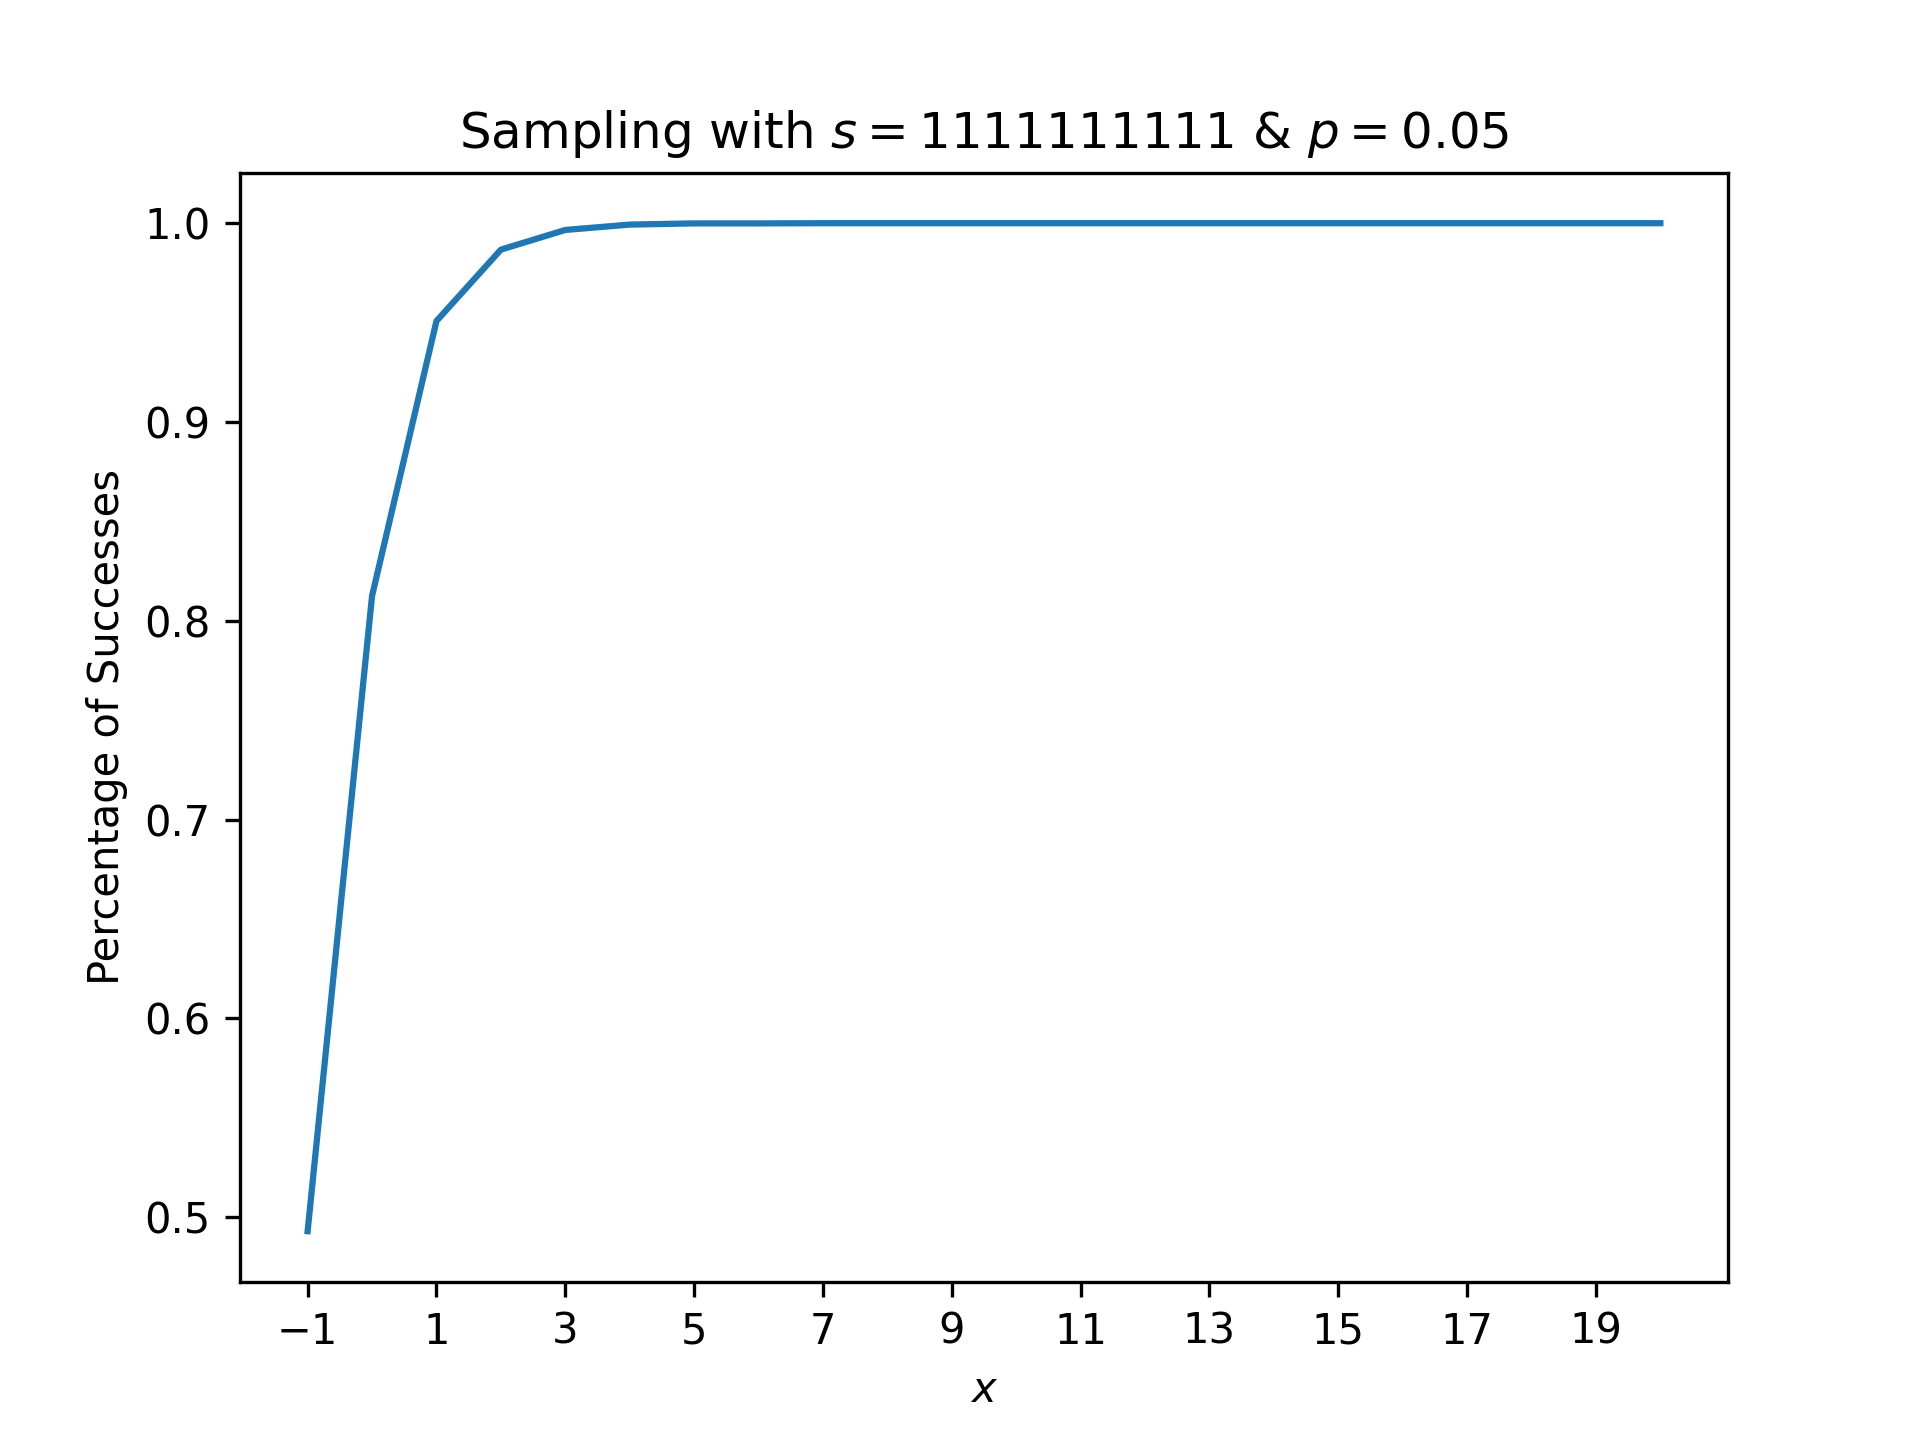 Sampling with s = 1111111111 & p = 0.05
1.0
0.9
0.8
0.7
0.6
0.5
Percentage of Successes
−1 1 3 5 7 9 11 13 15 17 19
x